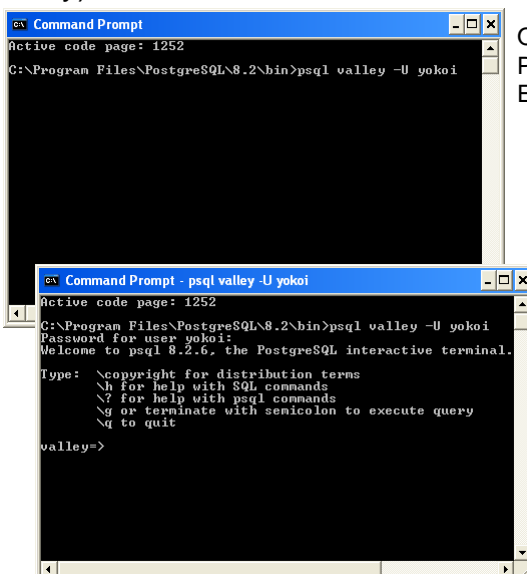 Command Prompt
Active code page: 1252
C:\Program Files\PostgreSQL\8.2\bin>psql valley -U yokoi
Command Prompt - psql valley -U yokoi
Active code page: 1252
C:\Program Files\PostgreSQL\8.2\bin>psql valley -U yokoi
Password for user yokoi:
Welcome to psql 8.2.6, the PostgreSQL interactive terminal.
Type:  \copyright for distribution terms
       \h for help with SQL commands
       \? for help with psql commands
       \g or terminate with semicolon to execute query
       \q to quit
valley=>